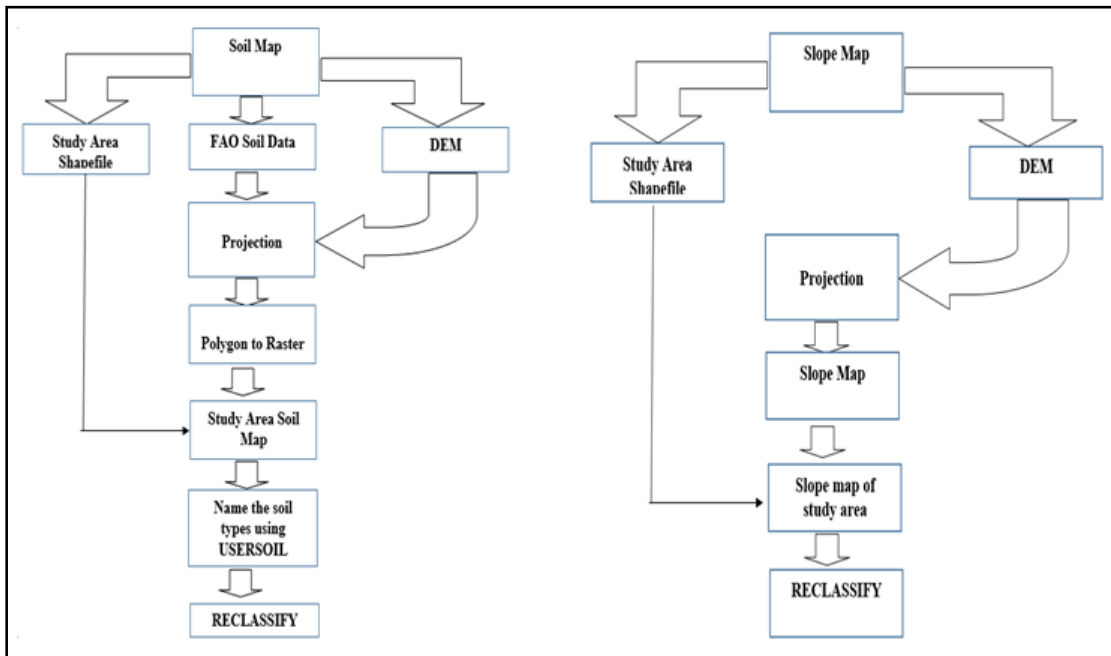 Soil Map
Study Area
Shapefile
FAO Soil Data
DEM
Projection
Polygon to Raster
Study Area Soil
Map
Name the soil
types using
USERSOIL
RECLASSIFY
Slope Map
Study Area
Shapefile
DEM
Projection
Slope Map
Slope map of
study area
RECLASSIFY